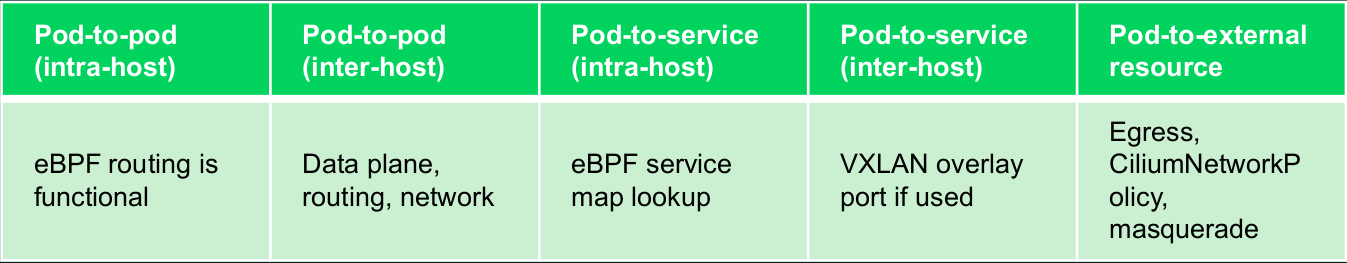 Pod-to-pod
(intra-host)
Pod-to-pod
(inter-host)
Pod-to-service
(intra-host)
Pod-to-service
(inter-host)
Pod-to-external
resource
eBPF routing is
functional
Data plane,
routing, network
eBPF service
map lookup
VXLAN overlay
port if used
Egress,
CiliumNetworkP
olicy,
masquerade